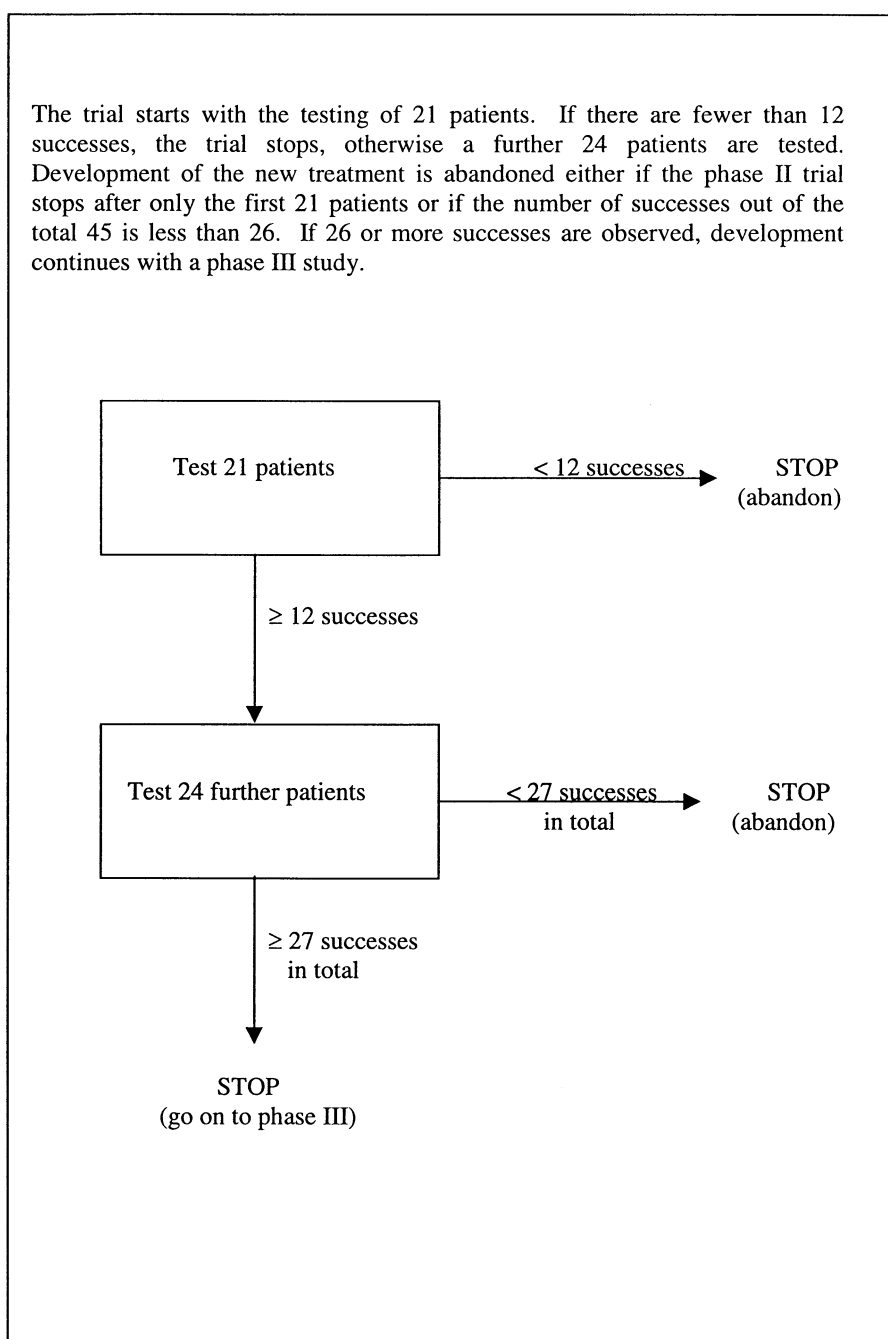 The trial starts with the testing of 21 patients. If there are fewer than 12
successes, the trial stops, otherwise a further 24 patients are tested.
Development of the new treatment is abandoned either if the phase II trial
stops after only the first 21 patients or if the number of successes out of the
total 45 is less than 26. If 26 or more successes are observed, development
continues with a phase III study.
Test 21 patients
< 12 successes
STOP
(abandon)
≥ 12 successes
Test 24 further patients
< 27 successes
in total
STOP
(abandon)
≥ 27 successes
in total
STOP
(go on to phase III)